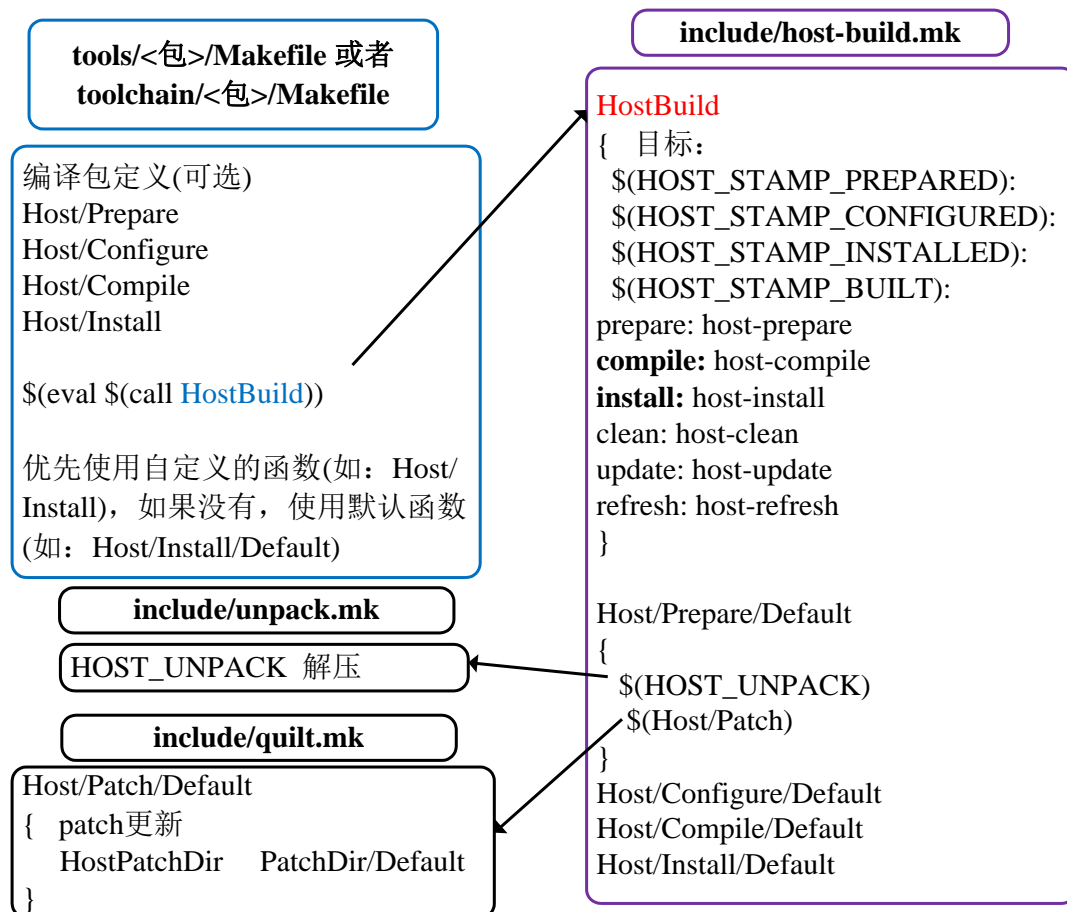 tools/<包>/Makefile 或者
toolchain/<包>/Makefile
编译包定义(可选)
Host/Prepare
Host/Configure
Host/Compile
Host/Install
$(eval $(call HostBuild))
优先使用自定义的函数(如：Host/
Install)，如果没有，使用默认函数
(如：Host/Install/Default)
include/unpack.mk
HOST_UNPACK 解压
include/quilt.mk
Host/Patch/Default
{ patch更新
HostPatchDir PatchDir/Default
}
include/host-build.mk
HostBuild
{ 目标：
$(HOST_STAMP_PREPARED):
$(HOST_STAMP_CONFIGURED):
$(HOST_STAMP_INSTALLED):
$(HOST_STAMP_BUILT):
prepare: host-prepare
compile: host-compile
install: host-install
clean: host-clean
update: host-update
refresh: host-refresh
}
Host/Prepare/Default
{
$(HOST_UNPACK)
$(Host/Patch)
}
Host/Configure/Default
Host/Compile/Default
Host/Install/Default